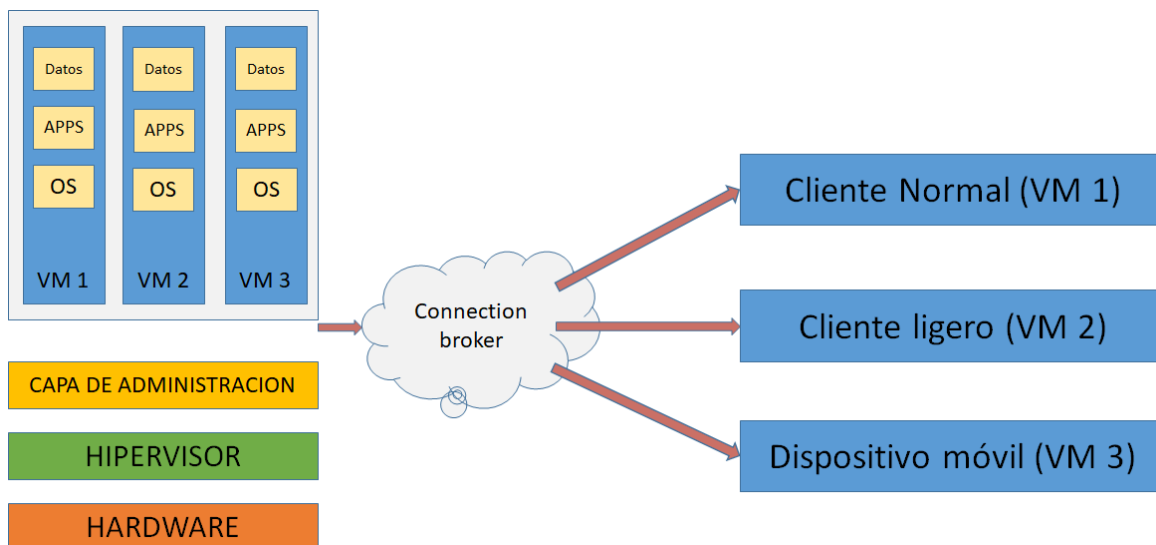 Datos
APPS
OS
VM 1
Datos
APPS
OS
VM 2
Datos
APPS
OS
VM 3
CAPA DE ADMINISTRACION
HIPERVISOR
HARDWARE
Connection
broker
Cliente Normal (VM 1)
Cliente ligero (VM 2)
Dispositivo móvil (VM 3)